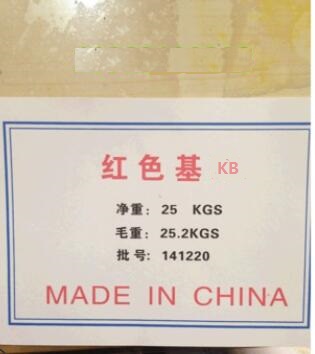 红色基 KB
净重：25 KGS
毛重：25.2KGS
批号：141220
MADE IN CHINA